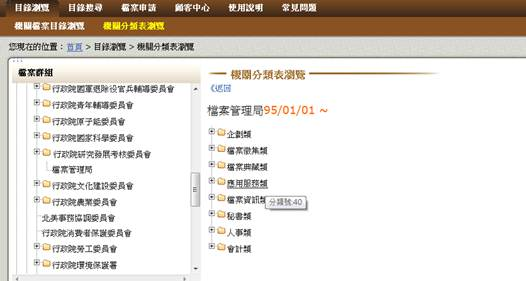 目錄瀏覽 目錄搜尋 檔案申請 顧客中心 使用說明 常見問題
機關檔案目錄瀏覽 機關分類表瀏覽
您現在的位置：首頁 > 目錄瀏覽 > 機關分類表瀏覽
檔案群組
行政院國軍退除役官兵輔導委員會
行政院青年輔導委員會
行政院原子能委員會
行政院國家科學委員會
行政院研究發展考核委員會
檔案管理局
行政院文化建設委員會
行政院農業委員會
北美事務協調委員會
行政院消費者保護委員會
行政院勞工委員會
行政院環境保護署
機關分類表瀏覽
《返回
檔案管理局95/01/01 ~
企劃類
檔案徵集類
檔案典藏類
應用服務類
檔案資訊類
分類號:40
秘書類
人事類
會計類